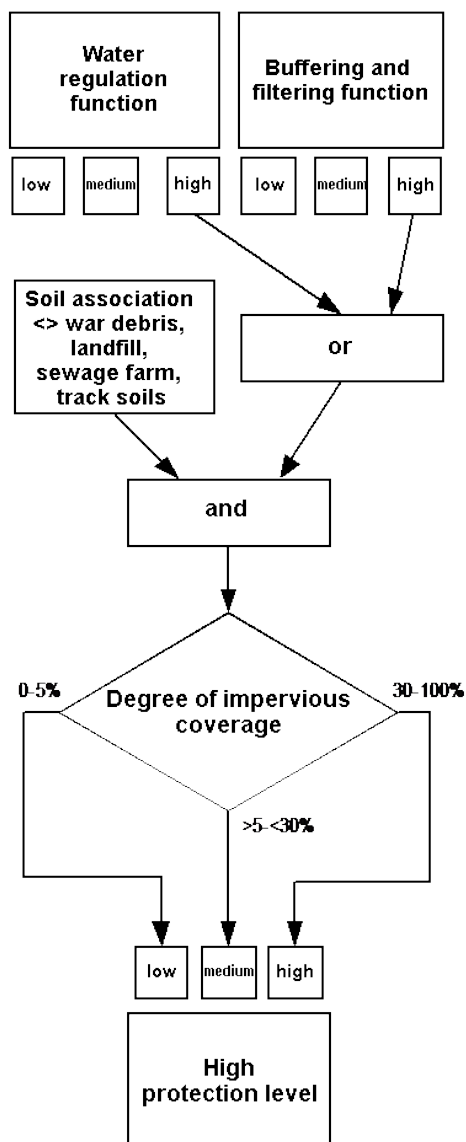 Water
regulation
function
Buffering and
filtering function
low
medium
high
low
medium
high
Soil association
<> war debris,
landfill,
sewage farm,
track soils
or
and
0-5%
30-100%
Degree of impervious
coverage
>5-<30%
low
medium
high
High
protection level